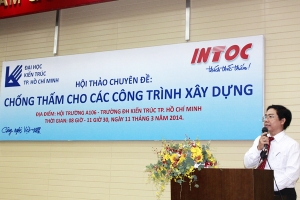 ĐẠI HỌC
KIẾN TRÚC
TP. HỒ CHÍ MINH
INTOC
HỘI THẢO CHUYÊN ĐỀ:
CHỐNG THẤM CHO CÁC CÔNG TRÌNH XÂY DỰNG
ĐỊA ĐIỂM: HỘI TRƯỜNG A106 - TRƯỜNG ĐH KIẾN TRÚC TP. HỒ CHÍ MINH
THỜI GIAN: 08 GIỜ - 11 GIỜ 30, NGÀY 11 THÁNG 3 NĂM 2014.